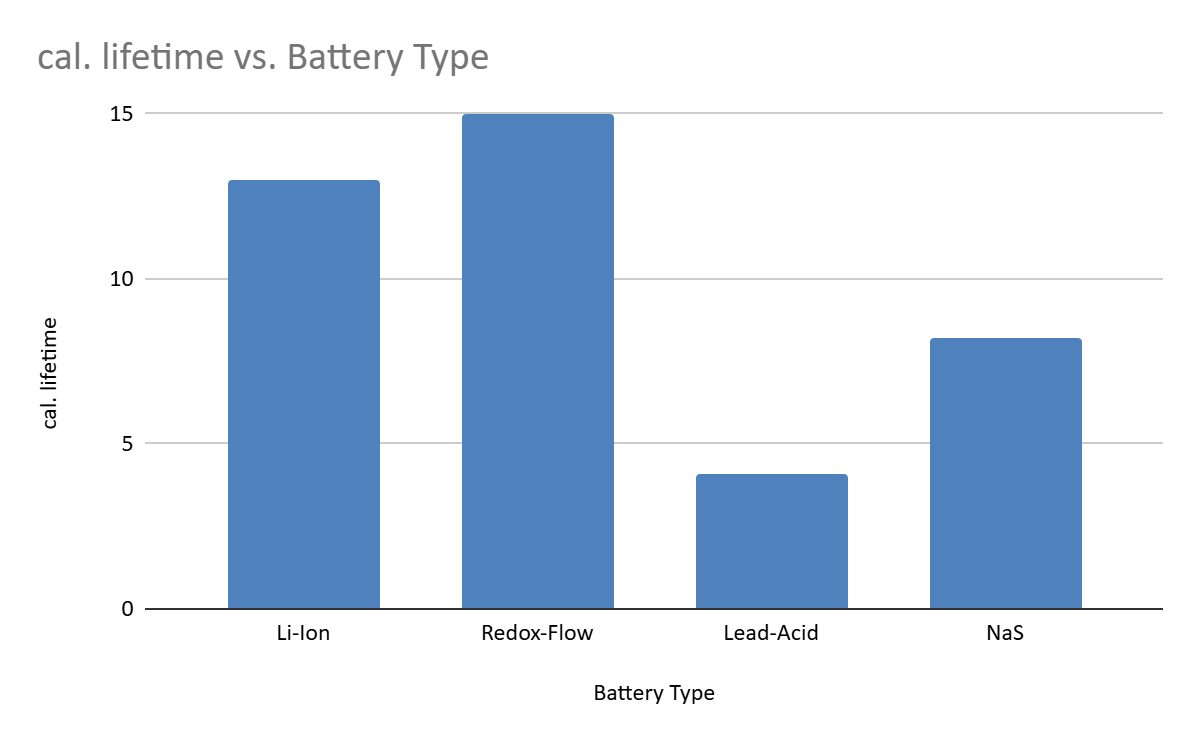 cal. lifetime vs. Battery Type
15
10
5
0
cal. lifetime
Li-Ion
Redox-Flow
Lead-Acid
NaS
Battery Type